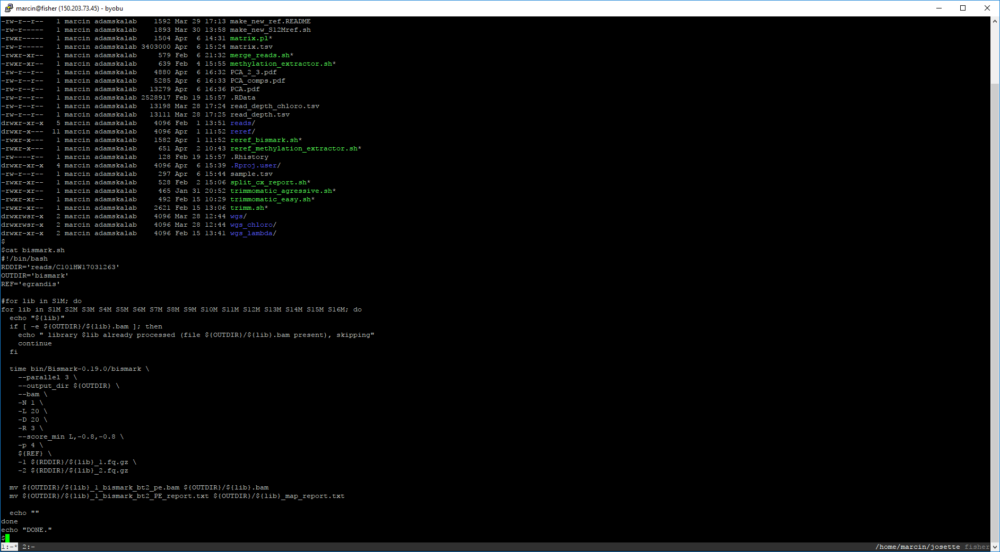 marcin@fisher (150.203.73.45) - byobu
-rw-r--r--   1 marcin adamskalab    1592 Mar 29 17:13 make_new_ref.README
-rw-r-----   1 marcin adamskalab    1893 Mar 30 13:58 make_new_S12Mref.sh
-rwxr-----   1 marcin adamskalab    1504 Apr  6 14:31 matrix.pl*
-rw-r-----   1 marcin adamskalab 3403000 Apr  6 15:24 matrix.tsv
-rwxr-xr--   1 marcin adamskalab     579 Feb  6 21:32 merge_reads.sh*
-rwxr-xr--   1 marcin adamskalab     639 Feb  4 15:55 methylation_extractor.sh*
-rw-r--r--   1 marcin adamskalab    4880 Apr  6 16:32 PCA_2_3.pdf
-rw-r--r--   1 marcin adamskalab    5285 Apr  6 16:33 PCA_comps.pdf
-rw-r--r--   1 marcin adamskalab   13279 Apr  6 16:36 PCA.pdf
-rw-r--r--   1 marcin adamskalab 2528917 Feb 19 15:57 .RData
-rw-r--r--   1 marcin adamskalab   13198 Mar 28 17:24 read_depth_chloro.tsv
-rw-r--r--   1 marcin adamskalab   13111 Mar 28 17:25 read_depth.tsv
drwxr-xr-x   5 marcin adamskalab    4096 Feb  1 13:51 reads/
drwxr-x---  11 marcin adamskalab    4096 Apr  1 11:52 reref/
-rwxr-x---   1 marcin adamskalab    1582 Apr  1 11:52 reref_bismark.sh*
-rwxr-x---   1 marcin adamskalab     651 Apr  2 10:43 reref_methylation_extractor.sh*
-rw----r--   1 marcin adamskalab     128 Feb 19 15:57 .Rhistory
drwxr-xr-x   4 marcin adamskalab    4096 Apr  6 15:39 .Rproj.user/
-rw-r--r--   1 marcin adamskalab     297 Apr  6 15:44 sample.tsv
-rwxr-xr--   1 marcin adamskalab     528 Feb  2 15:06 split_cx_report.sh*
-rwxr-xr--   1 marcin adamskalab     465 Jan 31 20:52 trimmomatic_agressive.sh*
-rwxr-xr--   1 marcin adamskalab     492 Feb 15 10:29 trimmomatic_easy.sh*
-rwxr-xr--   1 marcin adamskalab    2621 Feb 15 13:06 trimm.sh*
drwxrwsr-x   2 marcin adamskalab    4096 Mar 28 12:44 wgs/
drwxrwsr-x   2 marcin adamskalab    4096 Mar 28 12:44 wgs_chloro/
drwxr-xr-x   2 marcin adamskalab    4096 Feb 15 13:41 wgs_lambda/
$
$cat bismark.sh
#!/bin/bash
RDDIR='reads/C101HW17031263'
OUTDIR='bismark'
REF='egrandis'
#for lib in S1M; do
for lib in S1M S2M S3M S4M S5M S6M S7M S8M S9M S10M S11M S12M S13M S14M S15M S16M; do
  echo "${lib}"
  if [ -e ${OUTDIR}/${lib}.bam ]; then
    echo " library $lib already processed (file ${OUTDIR}/${lib}.bam present), skipping"
    continue
  fi
  time bin/Bismark-0.19.0/bismark \
    --parallel 3 \
    --output_dir ${OUTDIR} \
    --bam \
    -N 1 \
    -L 20 \
    -D 20 \
    -R 3 \
    --score_min L,-0.8,-0.8 \
    -p 4 \
    ${REF} \
    -1 ${RDDIR}/${lib}_1.fq.gz \
    -2 ${RDDIR}/${lib}_2.fq.gz
  mv ${OUTDIR}/${lib}_1_bismark_bt2_pe.bam ${OUTDIR}/${lib}.bam
  mv ${OUTDIR}/${lib}_1_bismark_bt2_PE_report.txt ${OUTDIR}/${lib}_map_report.txt
  echo ""
done
echo "DONE."
$
1:-* 2:- /home/marcin/josette fisher